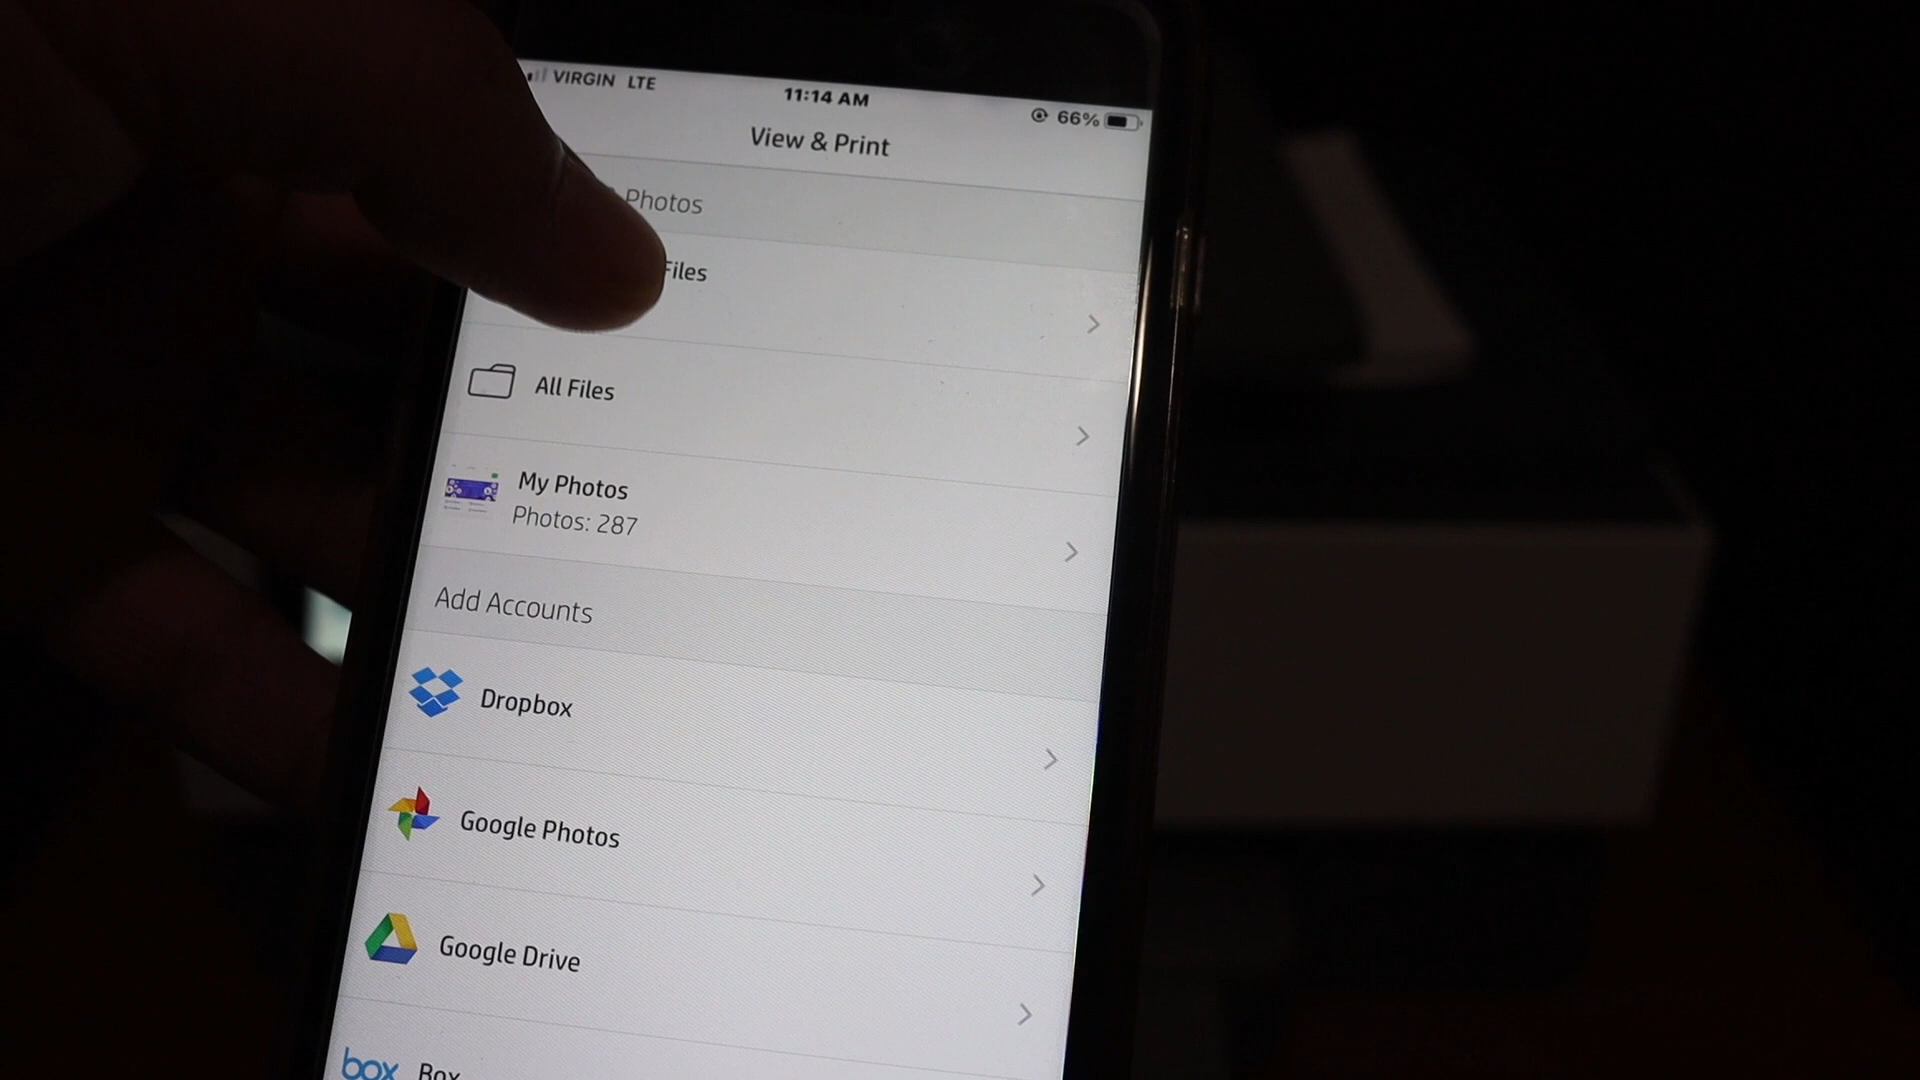 VIRGIN LTE
11:14 AM
66%
View & Print
Photos
Files
All Files
My Photos
Photos: 287
Add Accounts
Dropbox
Google Photos
Google Drive
box Box